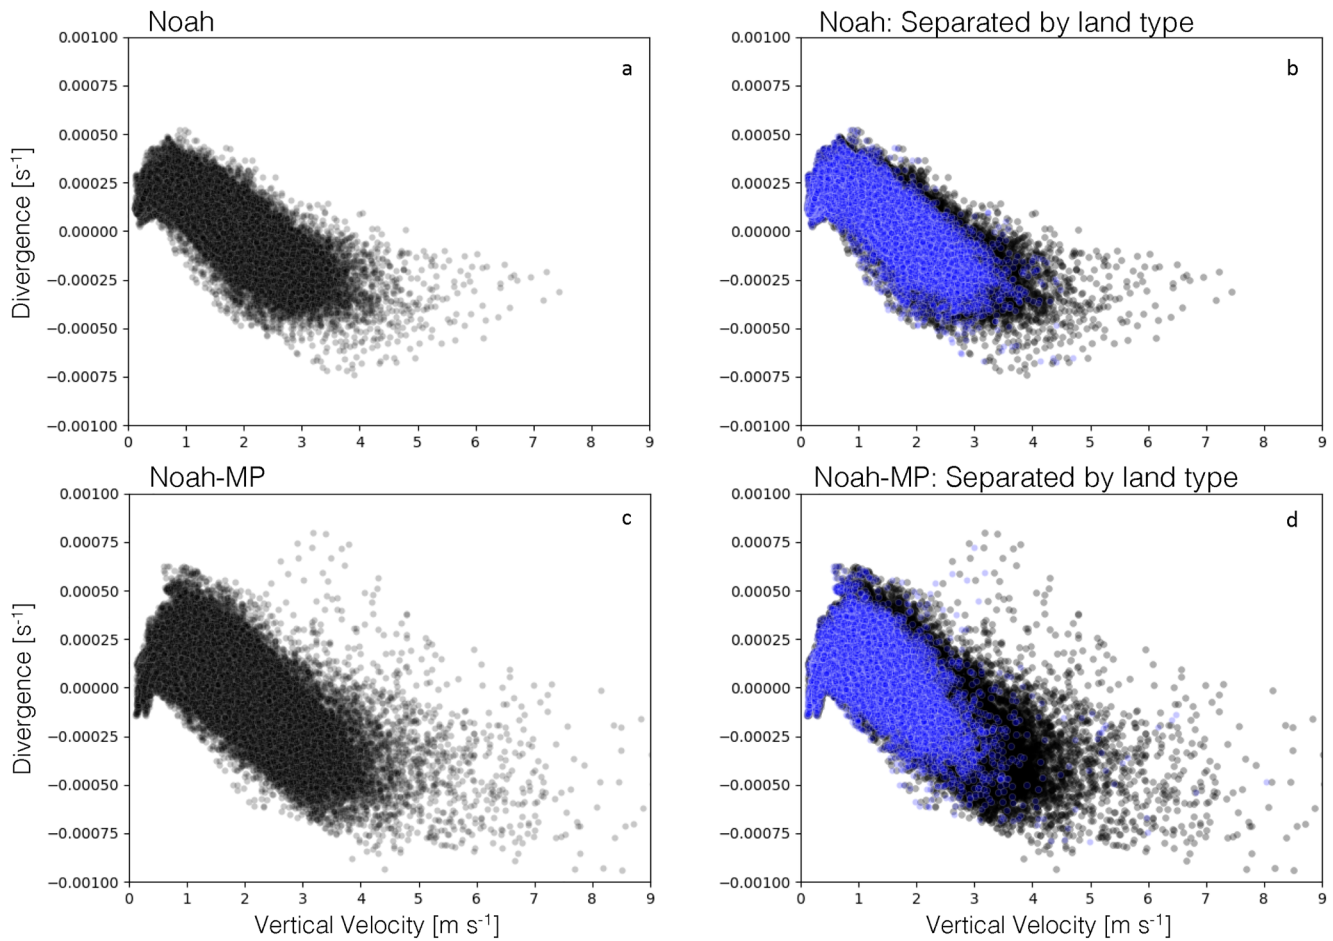 Noah
Noah: Separated by land type
0.00100
0.00075
0.00050
0.00025
0.00000
−0.00025
−0.00050
−0.00075
−0.00100
Divergence [s-1]
a
0 1 2 3 4 5 6 7 8 9
0.00100
0.00075
0.00050
0.00025
0.00000
−0.00025
−0.00050
−0.00075
−0.00100
b
0 1 2 3 4 5 6 7 8 9
Noah-MP
Noah-MP: Separated by land type
0.00100
0.00075
0.00050
0.00025
0.00000
−0.00025
−0.00050
−0.00075
−0.00100
Divergence [s-1]
c
0 1 2 3 4 5 6 7 8 9
Vertical Velocity [m s-1]
0.00100
0.00075
0.00050
0.00025
0.00000
−0.00025
−0.00050
−0.00075
−0.00100
d
0 1 2 3 4 5 6 7 8 9
Vertical Velocity [m s-1]